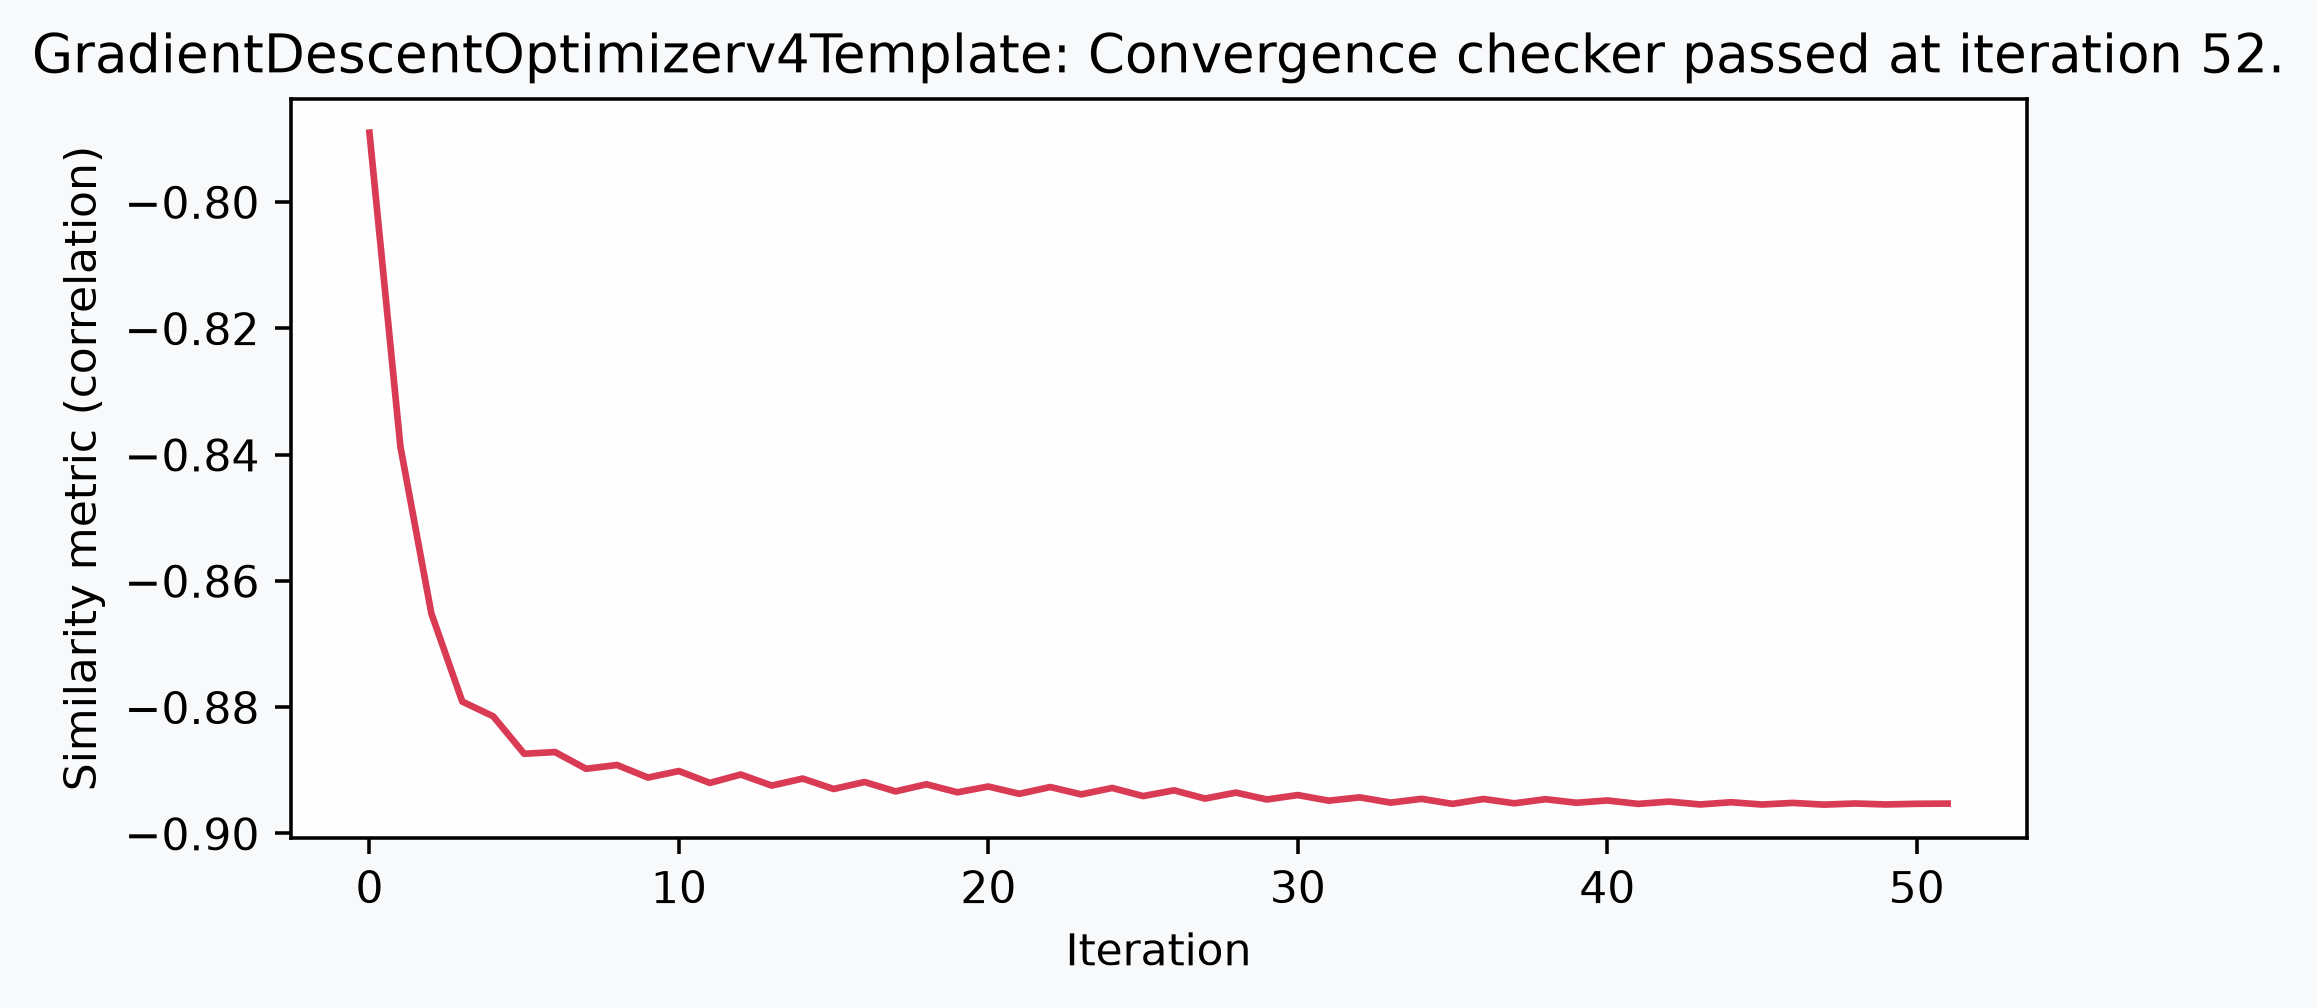 GradientDescentOptimizerv4Template: Convergence checker passed at iteration 52.
Similarity metric (correlation)
−0.80
−0.82
−0.84
−0.86
−0.88
−0.90
0 10 20 30 40 50
Iteration